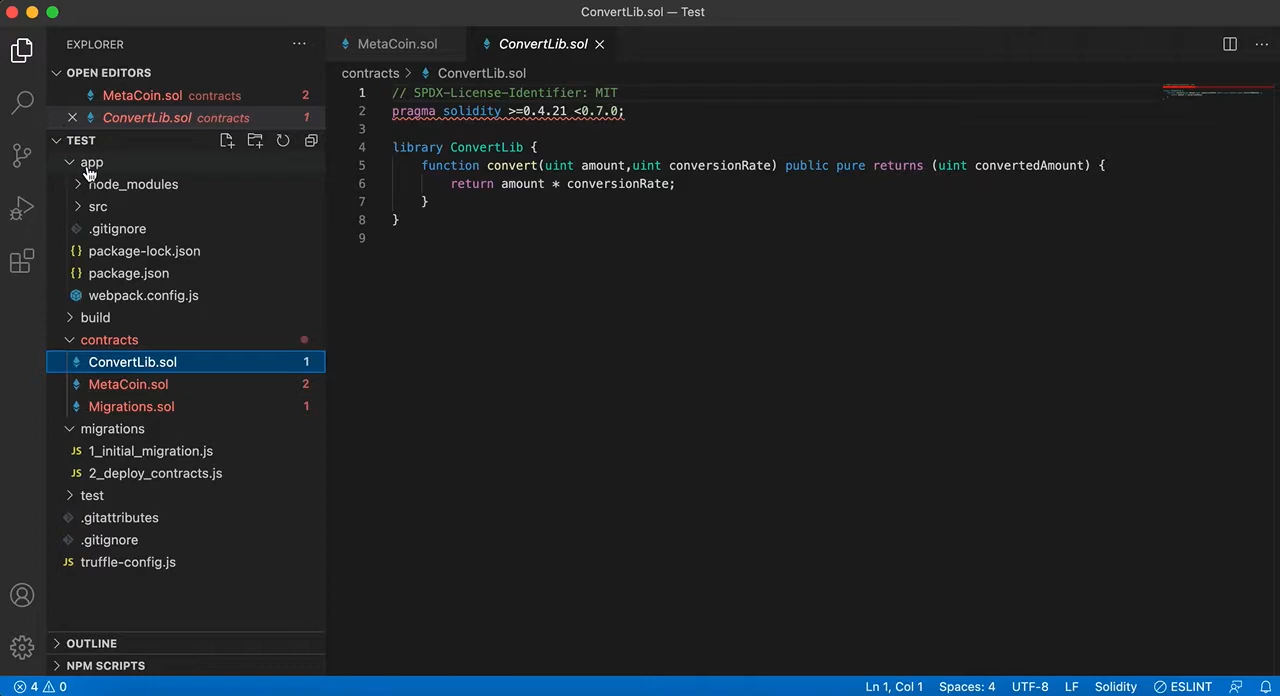 ConvertLib.sol — Test
EXPLORER
OPEN EDITORS
MetaCoin.sol contracts 2
ConvertLib.sol contracts 1
TEST
app
node_modules
src
.gitignore
package-lock.json
package.json
webpack.config.js
build
contracts
ConvertLib.sol 1
MetaCoin.sol 2
Migrations.sol 1
migrations
JS 1_initial_migration.js
JS 2_deploy_contracts.js
test
.gitattributes
.gitignore
JS truffle-config.js
OUTLINE
NPM SCRIPTS
MetaCoin.sol
ConvertLib.sol
contracts > ConvertLib.sol
1 // SPDX-License-Identifier: MIT
2 pragma solidity >=0.4.21 <0.7.0;
3
4 library ConvertLib {
5 function convert(uint amount,uint conversionRate) public pure returns (uint convertedAmount) {
6 return amount * conversionRate;
7 }
8 }
9
4 0
Ln 1, Col 1 Spaces: 4 UTF-8 LF Solidity ESLINT